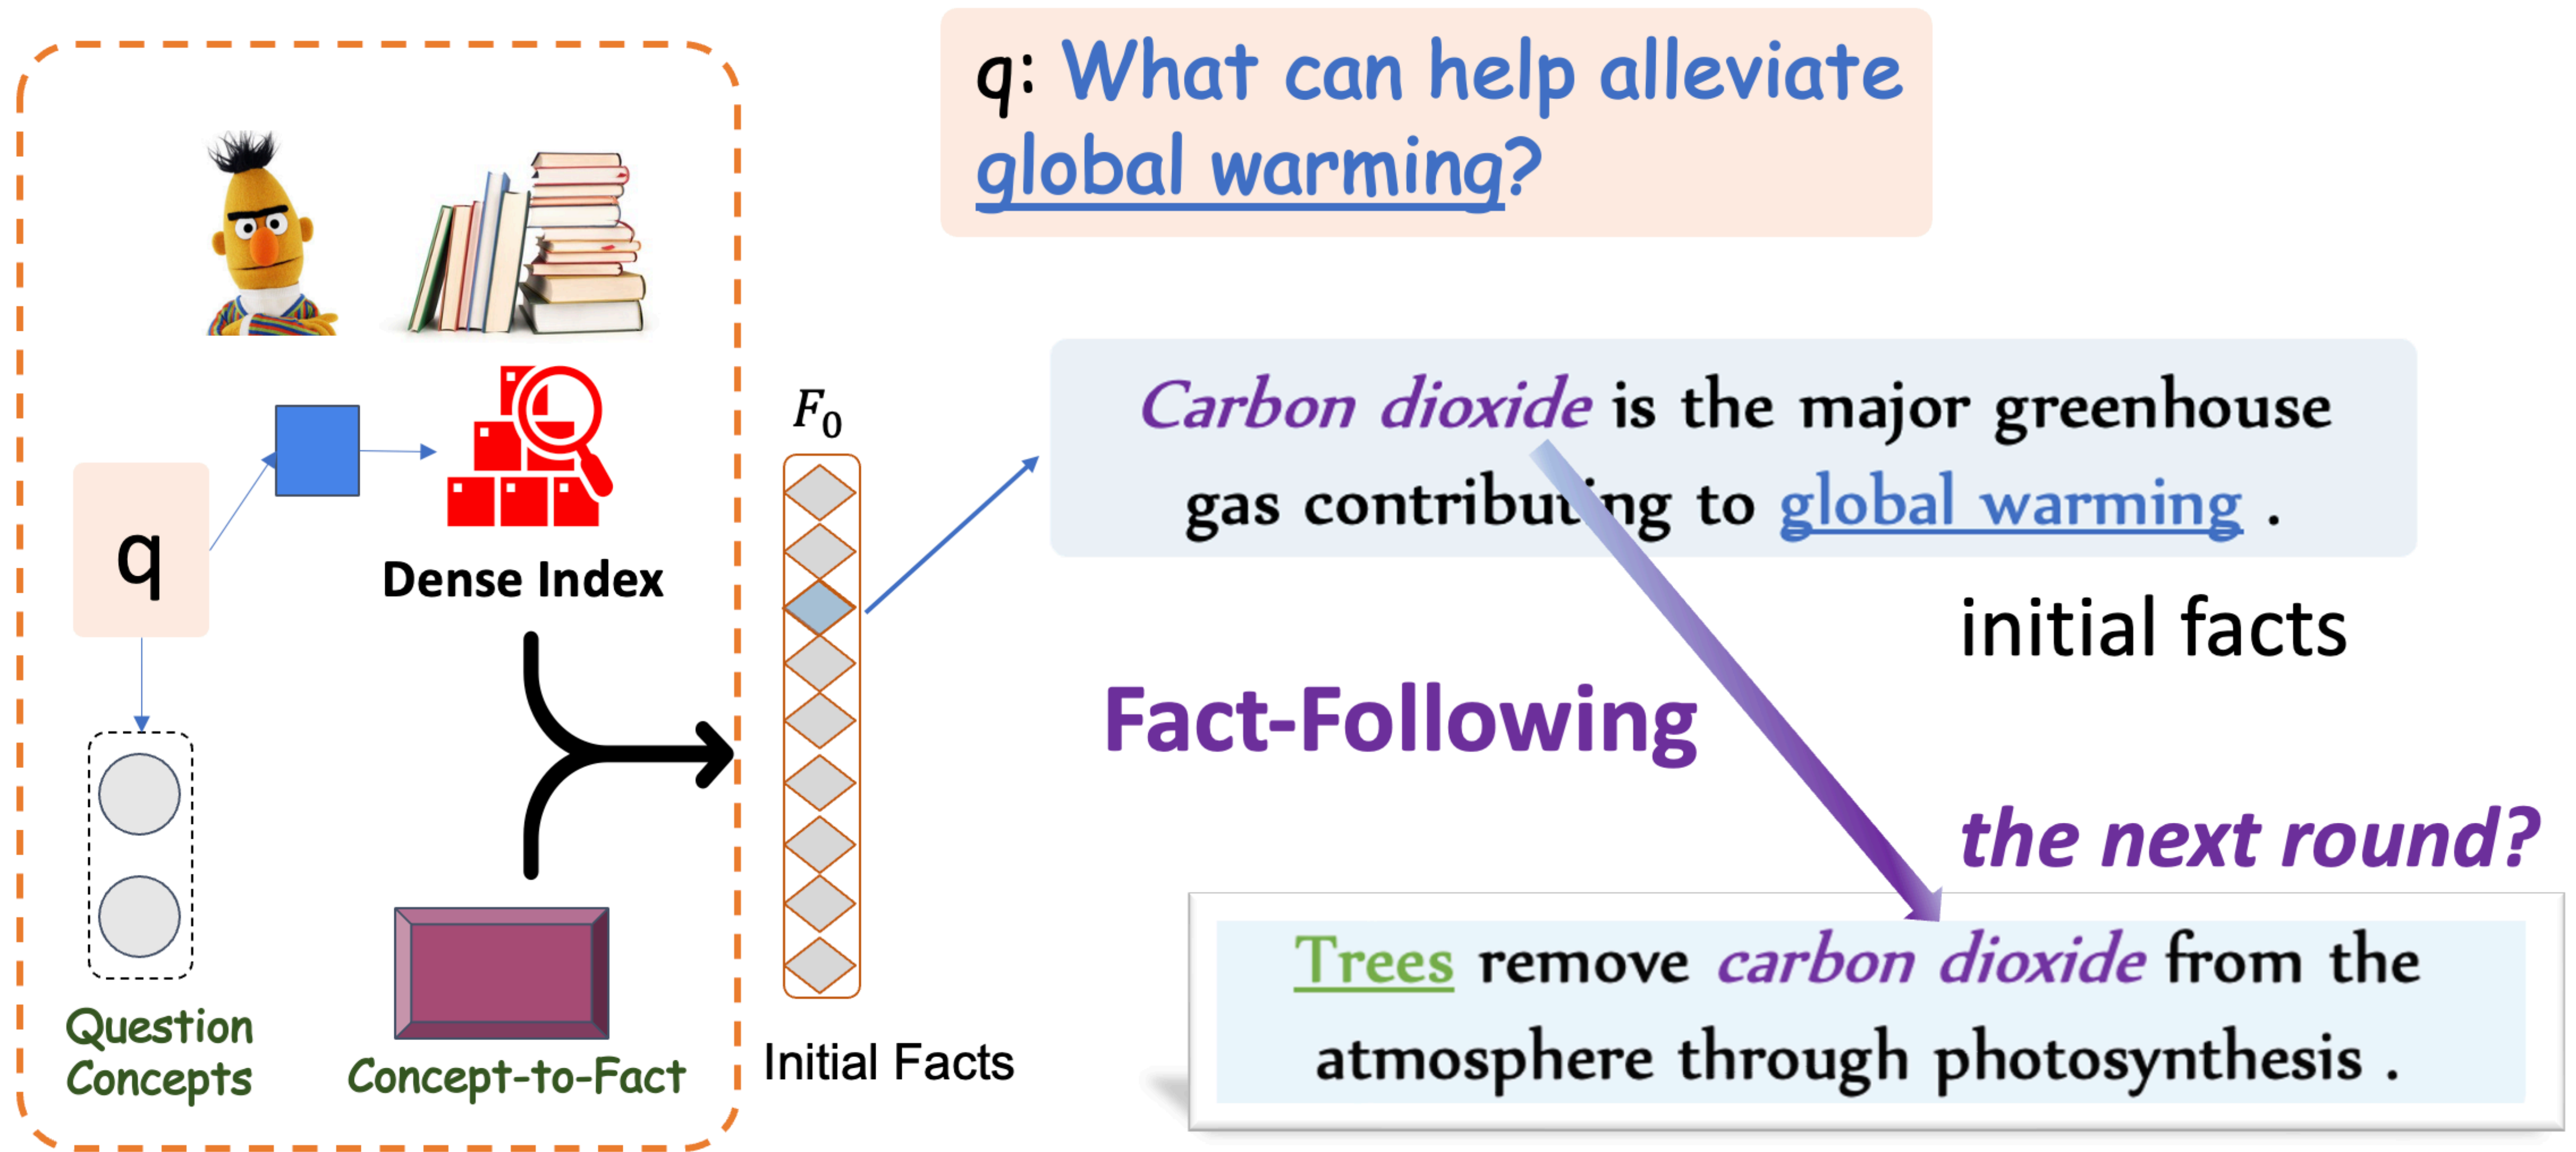 q: What can help alleviate
global warming?
q
Dense Index
Question
Concepts
Concept-to-Fact
F₀
Initial Facts
Carbon dioxide is the major greenhouse
gas contributing to global warming .
initial facts
Fact-Following
the next round?
Trees remove carbon dioxide from the
atmosphere through photosynthesis .